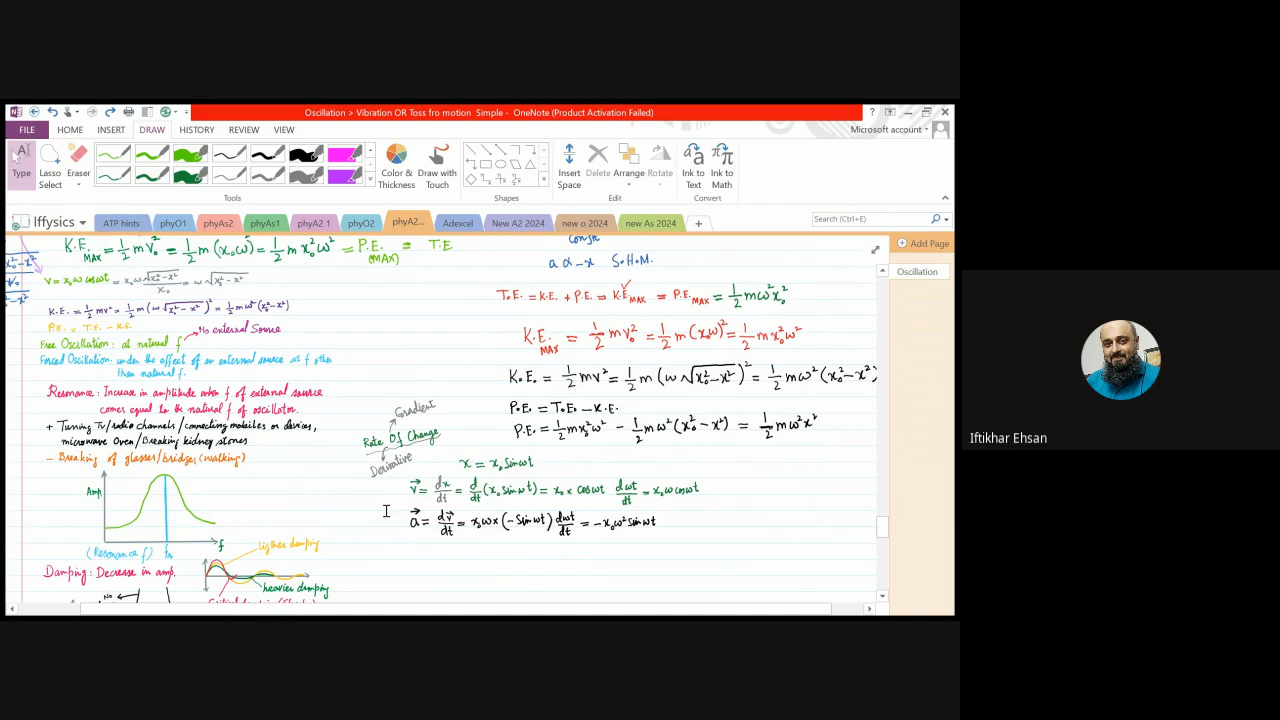 Oscillation > Vibration OR Toss fro motion Simple - OneNote (Product Activation Failed)
FILE HOME INSERT DRAW HISTORY REVIEW VIEW Microsoft account
Type Lasso Select Eraser Color & Thickness Draw with Touch Insert Space Delete Arrange Rotate Ink to Text Ink to Math
Tools Shapes Edit Convert
Iffysics ATP hints phyO1 phyAs2 phyAs1 phyA2 1 phyO2 phyA2... Adexcel New A2 2024 new o 2024 new As 2024 + Search (Ctrl+E)
Add Page
Oscillation
K.E.MAX = 1/2 m v₀² = 1/2 m (x₀ω)² = 1/2 m x₀²ω² = P.E.(MAX) = T.E
v = x₀ω cosωt = x₀ω √(x₀²-x²)/x₀ = ω√(x₀²-x²)
K.E. = 1/2 mv² = 1/2 m(ω√(x₀²-x²))² = 1/2 mω²(x₀²-x²)
P.E. = T.E - K.E.
Free Oscillation: at natural f → No external Source
Forced Oscillation: under the effect of an external source at f other
than natural f.
Resonance: Increase in amplitude when f of external source
comes equal to the natural f of oscillator.
+ Tunning Tv/radio channels/connecting mobiles or devices,
microwave Oven/Breaking kidney stones
- Breaking of glasses/bridges(walking)
Amp.
f
(Resonance f) fn
Damping: Decrease in amp.
lighter damping
heavier damping
No
Const
a α -x S.H.M.
T.E. = K.E. + P.E. = K.E.MAX = P.E.MAX = 1/2 mω²x₀²
K.E.MAX = 1/2 m v₀² = 1/2 m (x₀ω)² = 1/2 m x₀²ω²
K.E. = 1/2 mv² = 1/2 m (ω√(x₀²-x²))² = 1/2 mω²(x₀²-x²)
P.E. = T.E. - K.E.
P.E. = 1/2 m x₀²ω² - 1/2 mω²(x₀²-x²) = 1/2 mω²x²
Gradient
Rate Of Change
Derivative
x = x₀ sinωt
v = dx/dt = d/dt (x₀ sinωt) = x₀ × cosωt dωt/dt = x₀ω cosωt
a = dv/dt = x₀ω × (-sinωt) dωt/dt = -x₀ω² sinωt
Iftikhar Ehsan